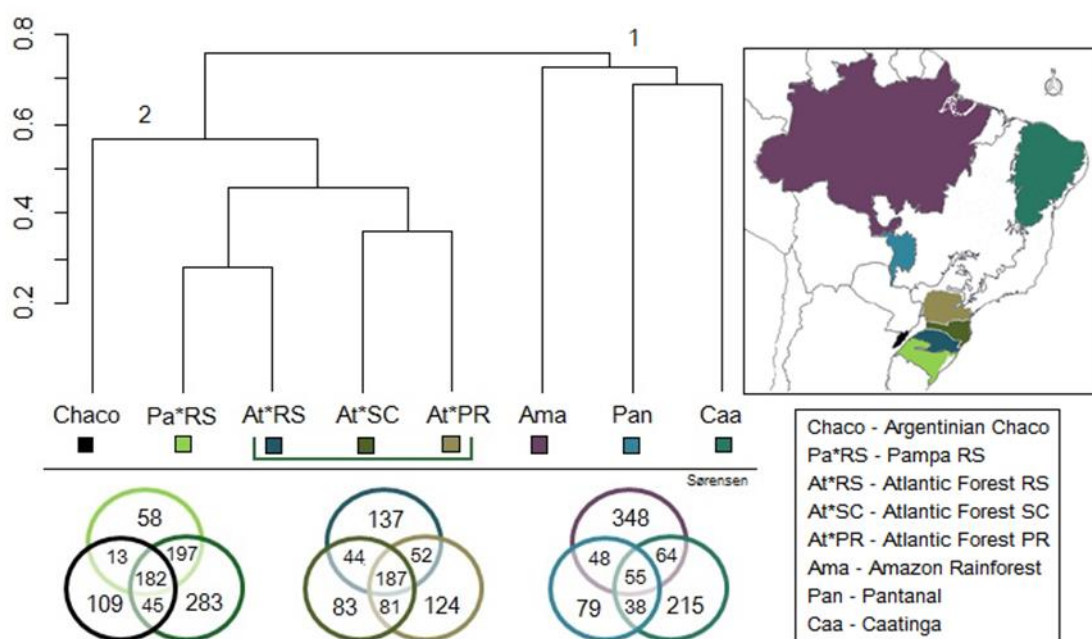 0.8
0.6
0.4
0.2
1
2
Chaco Pa*RS At*RS At*SC At*PR Ama Pan Caa
Sørensen
58
13 197
182
109 45 283
137
44 52
187
83 81 124
348
48 64
55
79 38 215
Chaco - Argentinian Chaco
Pa*RS - Pampa RS
At*RS - Atlantic Forest RS
At*SC - Atlantic Forest SC
At*PR - Atlantic Forest PR
Ama - Amazon Rainforest
Pan - Pantanal
Caa - Caatinga